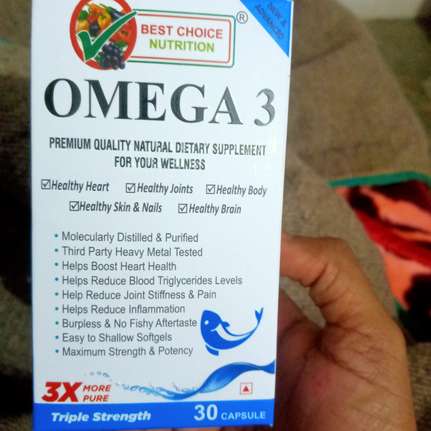 NEW & ADVANCED
BEST CHOICE
NUTRITION
®
OMEGA 3
PREMIUM QUALITY NATURAL DIETARY SUPPLEMENT
FOR YOUR WELLNESS
Healthy Heart Healthy Joints Healthy Body
Healthy Skin & Nails Healthy Brain
• Molecularly Distilled & Purified
• Third Party Heavy Metal Tested
• Helps Boost Heart Health
• Helps Reduce Blood Triglycerides Levels
• Help Reduce Joint Stiffness & Pain
• Helps Reduce Inflammation
• Burpless & No Fishy Aftertaste
• Easy to Shallow Softgels
• Maximum Strength & Potency
3X MORE
PURE
Triple Strength 30 CAPSULE